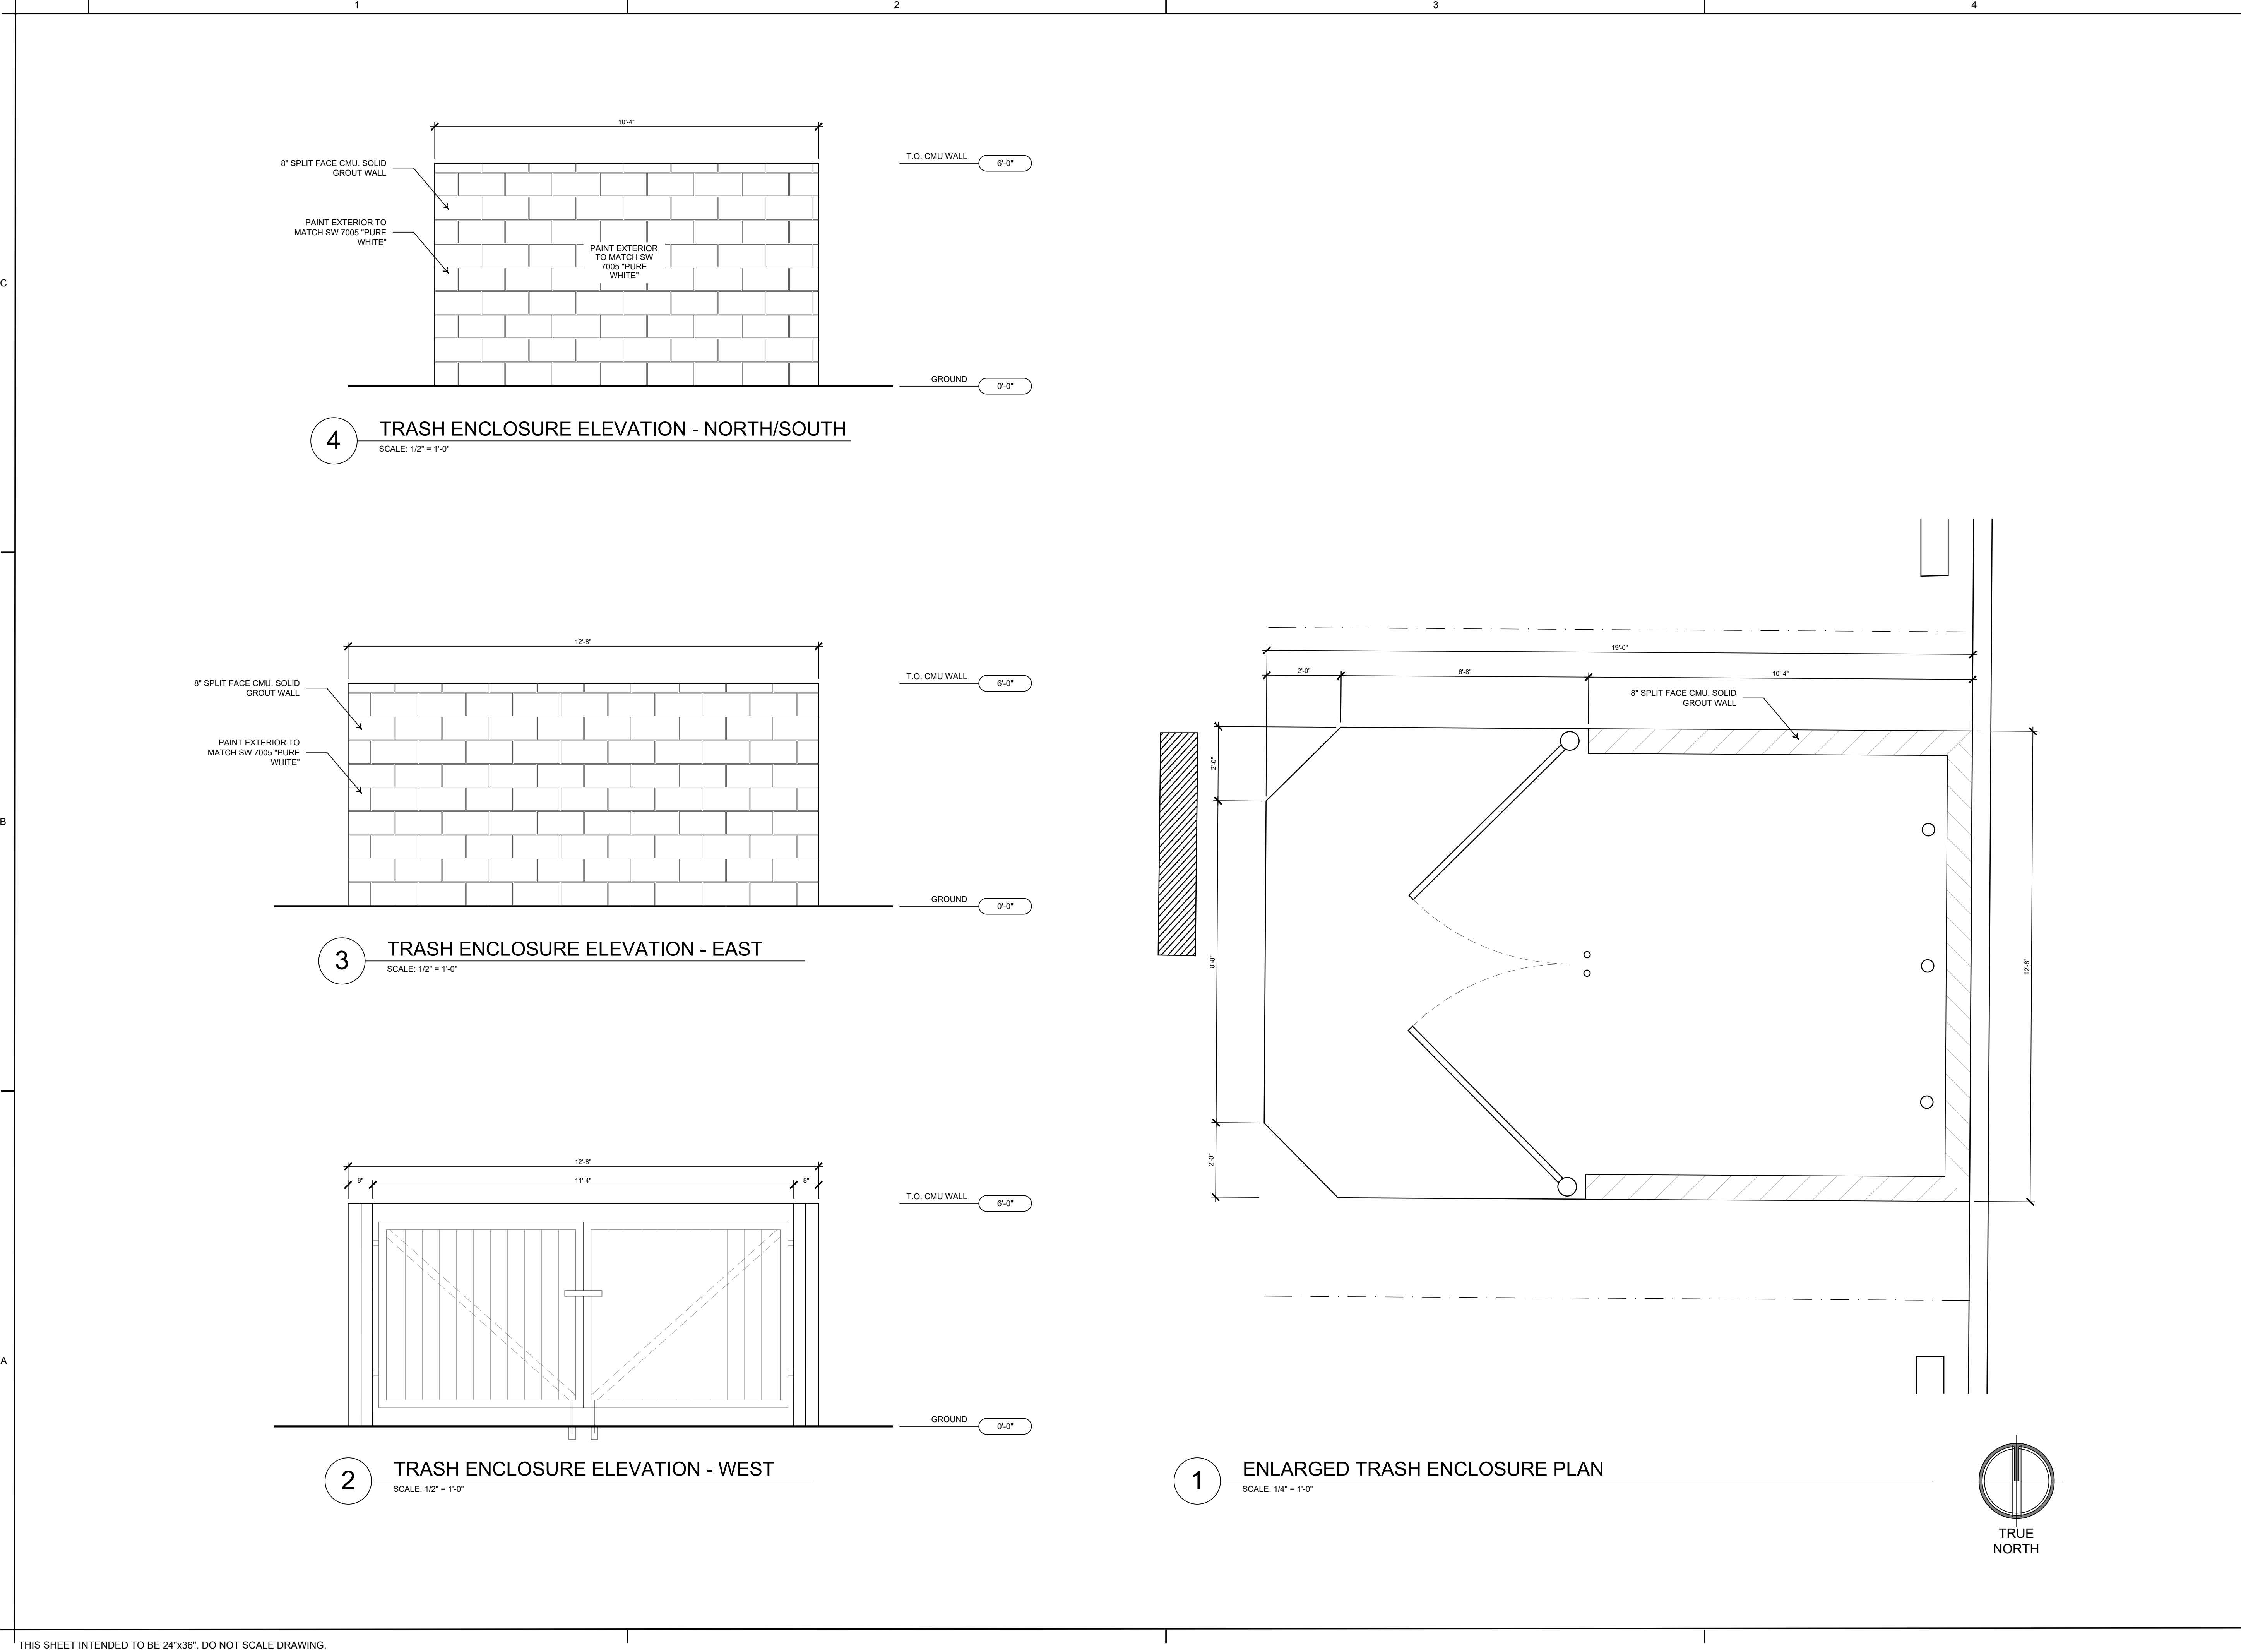 1
2
3
4
C
B
A
10'-4"
8" SPLIT FACE CMU. SOLID
GROUT WALL
PAINT EXTERIOR TO
MATCH SW 7005 "PURE
WHITE"
PAINT EXTERIOR
TO MATCH SW
7005 "PURE
WHITE"
T.O. CMU WALL
6'-0"
GROUND
0'-0"
4
TRASH ENCLOSURE ELEVATION - NORTH/SOUTH
SCALE: 1/2" = 1'-0"
12'-8"
8" SPLIT FACE CMU. SOLID
GROUT WALL
PAINT EXTERIOR TO
MATCH SW 7005 "PURE
WHITE"
T.O. CMU WALL
6'-0"
GROUND
0'-0"
3
TRASH ENCLOSURE ELEVATION - EAST
SCALE: 1/2" = 1'-0"
12'-8"
8"
11'-4"
8"
T.O. CMU WALL
6'-0"
GROUND
0'-0"
2
TRASH ENCLOSURE ELEVATION - WEST
SCALE: 1/2" = 1'-0"
19'-0"
2'-0"
6'-8"
10'-4"
8" SPLIT FACE CMU. SOLID
GROUT WALL
2'-0"
8'-8"
2'-0"
12'-8"
1
ENLARGED TRASH ENCLOSURE PLAN
SCALE: 1/4" = 1'-0"
TRUE
NORTH
THIS SHEET INTENDED TO BE 24"x36". DO NOT SCALE DRAWING.